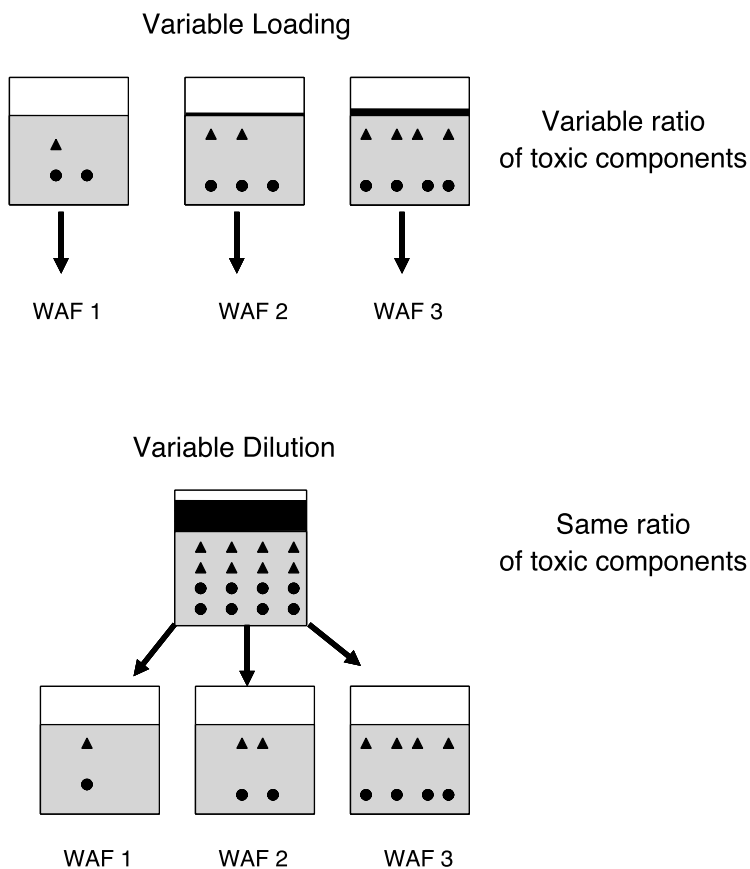 Variable Loading
Variable ratio
of toxic components
WAF 1
WAF 2
WAF 3
Variable Dilution
Same ratio
of toxic components
WAF 1
WAF 2
WAF 3